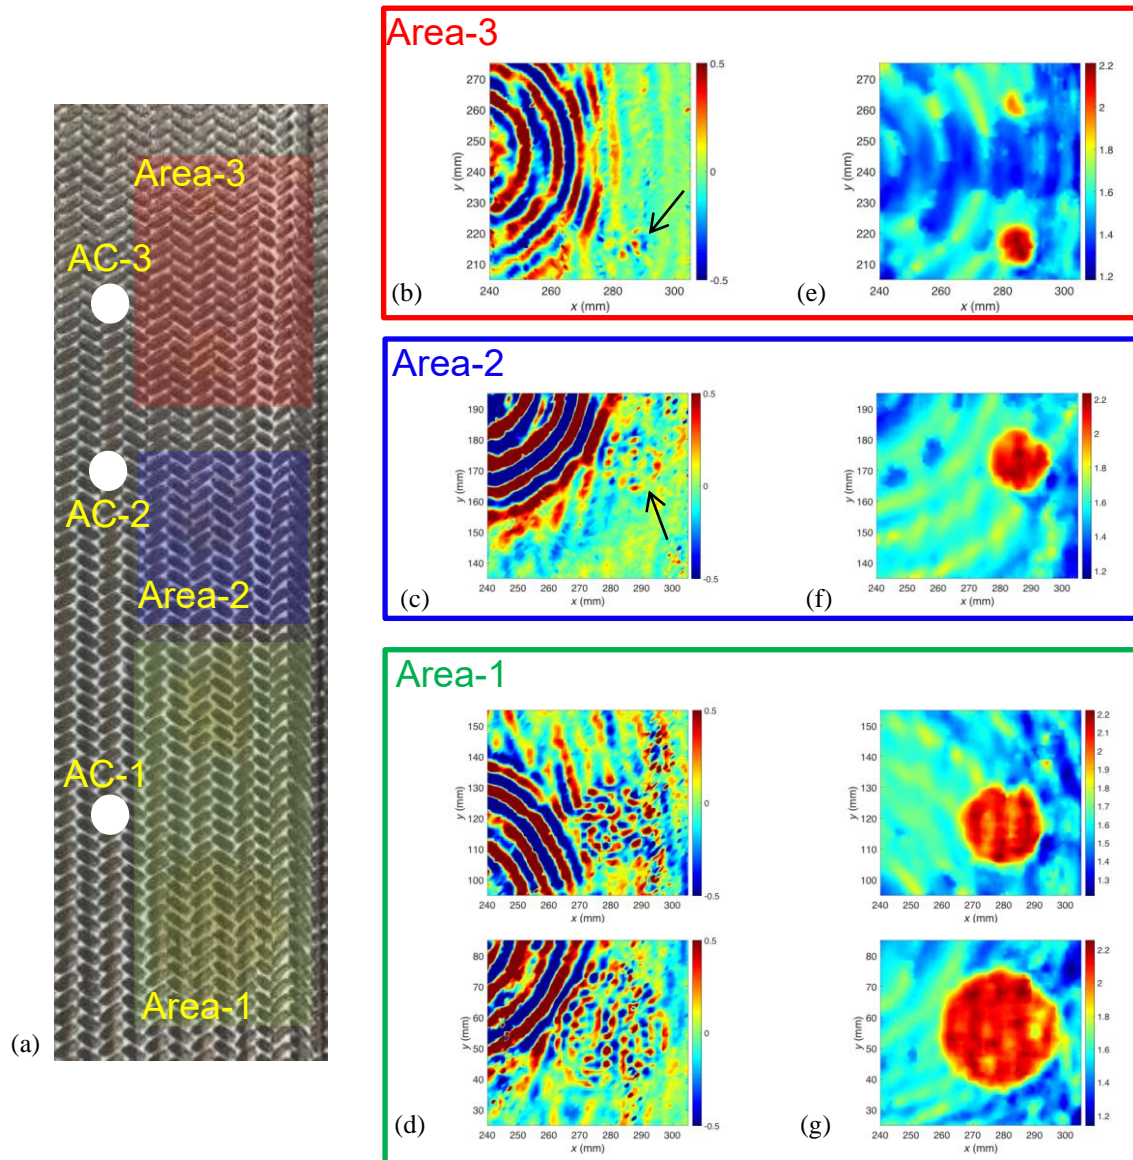 Area-3
AC-3
AC-2
Area-2
AC-1
Area-1
(a)
Area-3
270
260
250
240
230
220
210
y (mm)
240 250 260 270 280 290 300
x (mm)
0.5
0
-0.5
(b)
270
260
250
240
230
220
210
y (mm)
240 260 280 300
x (mm)
2.2
2
1.8
1.6
1.4
1.2
(e)
Area-2
190
180
170
160
150
140
y (mm)
240 250 260 270 280 290 300
x (mm)
0.5
0
-0.5
(c)
190
180
170
160
150
140
y (mm)
240 250 260 270 280 290 300
x (mm)
2.2
2
1.8
1.6
1.4
1.2
(f)
Area-1
150
140
130
120
110
100
y (mm)
240 250 260 270 280 290 300
x (mm)
0.5
0
-0.5
150
140
130
120
110
100
y (mm)
240 250 260 270 280 290 300
x (mm)
2.2
2.1
2
1.9
1.8
1.7
1.6
1.5
1.4
1.3
80
70
60
50
40
30
y (mm)
240 250 260 270 280 290 300
x (mm)
0.5
0
-0.5
(d)
80
70
60
50
40
30
y (mm)
240 250 260 270 280 290 300
x (mm)
2.2
2
1.8
1.6
1.4
1.2
(g)